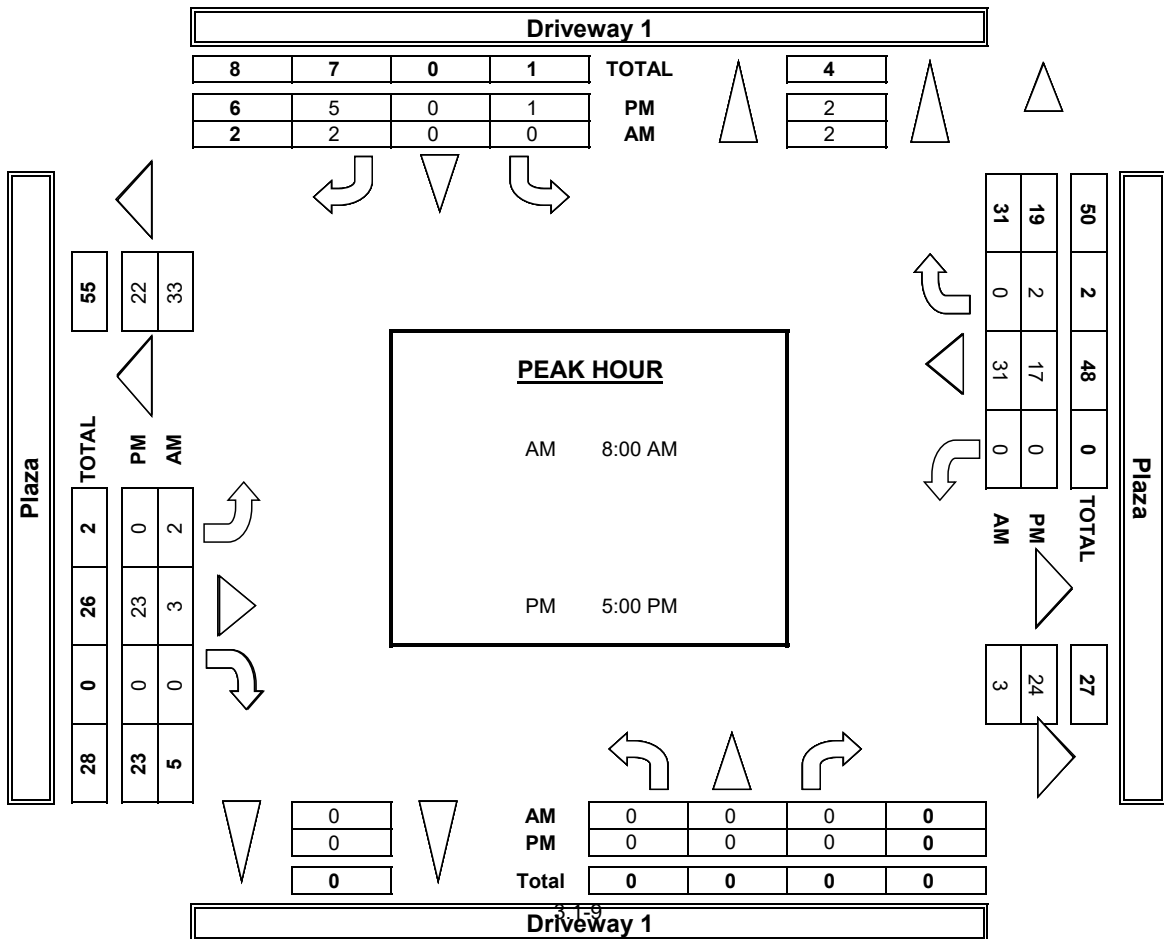 Driveway 1
8 7 0 1 TOTAL 4
6 5 0 1 PM 2
2 2 0 0 AM 2
Plaza
55 22 33
TOTAL PM AM
2 0 2
26 23 3
0 0 0
28 23 5
PEAK HOUR
AM 8:00 AM
PM 5:00 PM
31 19 50
0 2 2
31 17 48
0 0 0
AM PM TOTAL
3 24 27
Plaza
0 AM 0 0 0 0
0 PM 0 0 0 0
0 Total 0 0 0 0
3.1-9
Driveway 1